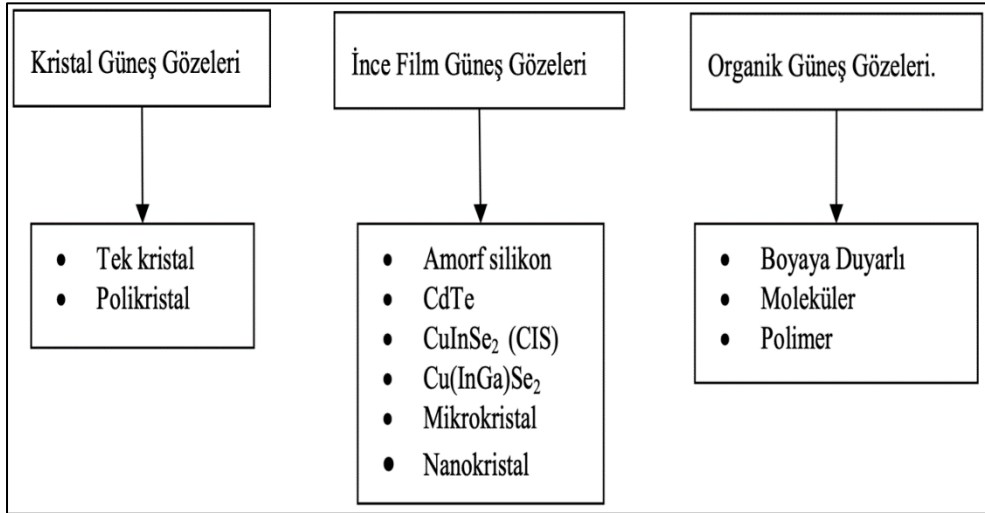 Kristal Güneş Gözeleri
İnce Film Güneş Gözeleri
Organik Güneş Gözeleri.
• Tek kristal
• Polikristal
• Amorf silikon
• CdTe
• CuInSe₂ (CIS)
• Cu(InGa)Se₂
• Mikrokristal
• Nanokristal
• Boyaya Duyarlı
• Moleküler
• Polimer